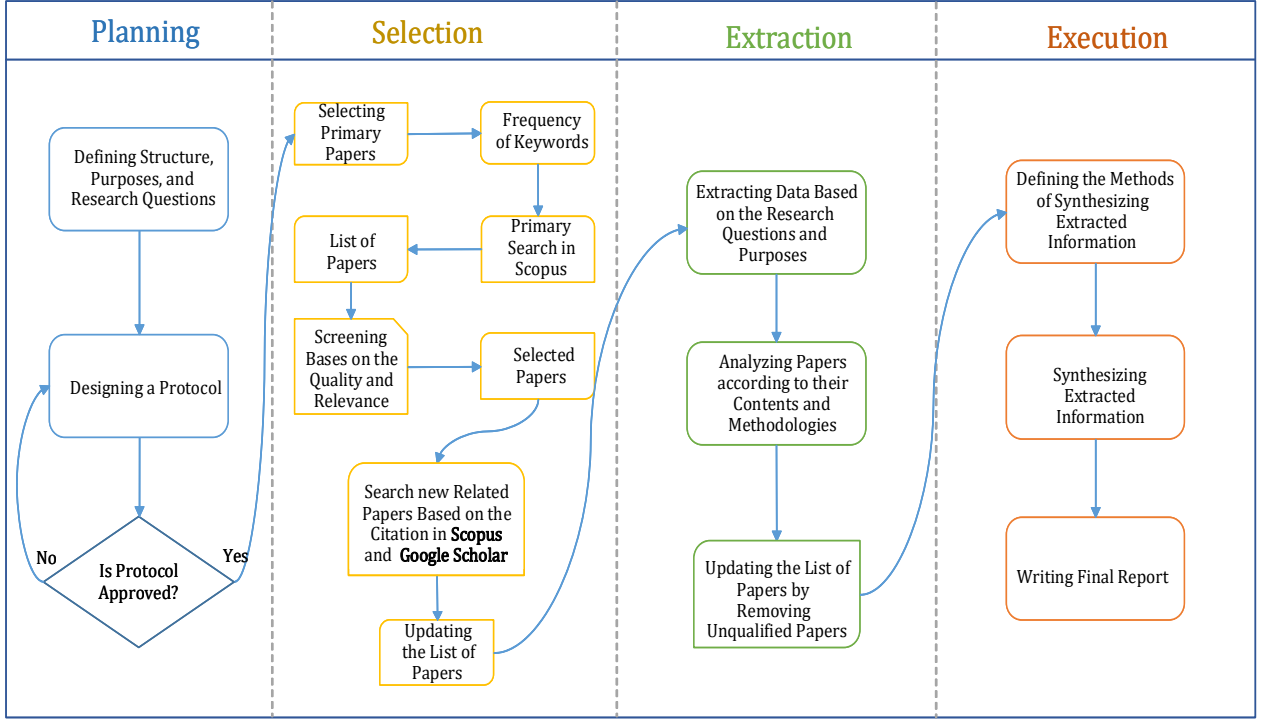 Planning
Selection
Extraction
Execution
Defining Structure,
Purposes, and
Research Questions
Designing a Protocol
No
Yes
Is Protocol
Approved?
Selecting
Primary
Papers
Frequency
of Keywords
Primary
Search in
Scopus
List of
Papers
Screening
Bases on the
Quality and
Relevance
Selected
Papers
Search new Related
Papers Based on the
Citation in Scopus
and Google Scholar
Updating
the List of
Papers
Extracting Data Based
on the Research
Questions and
Purposes
Analyzing Papers
according to their
Contents and
Methodologies
Updating the List of
Papers by
Removing
Unqualified Papers
Defining the Methods
of Synthesizing
Extracted
Information
Synthesizing
Extracted
Information
Writing Final Report